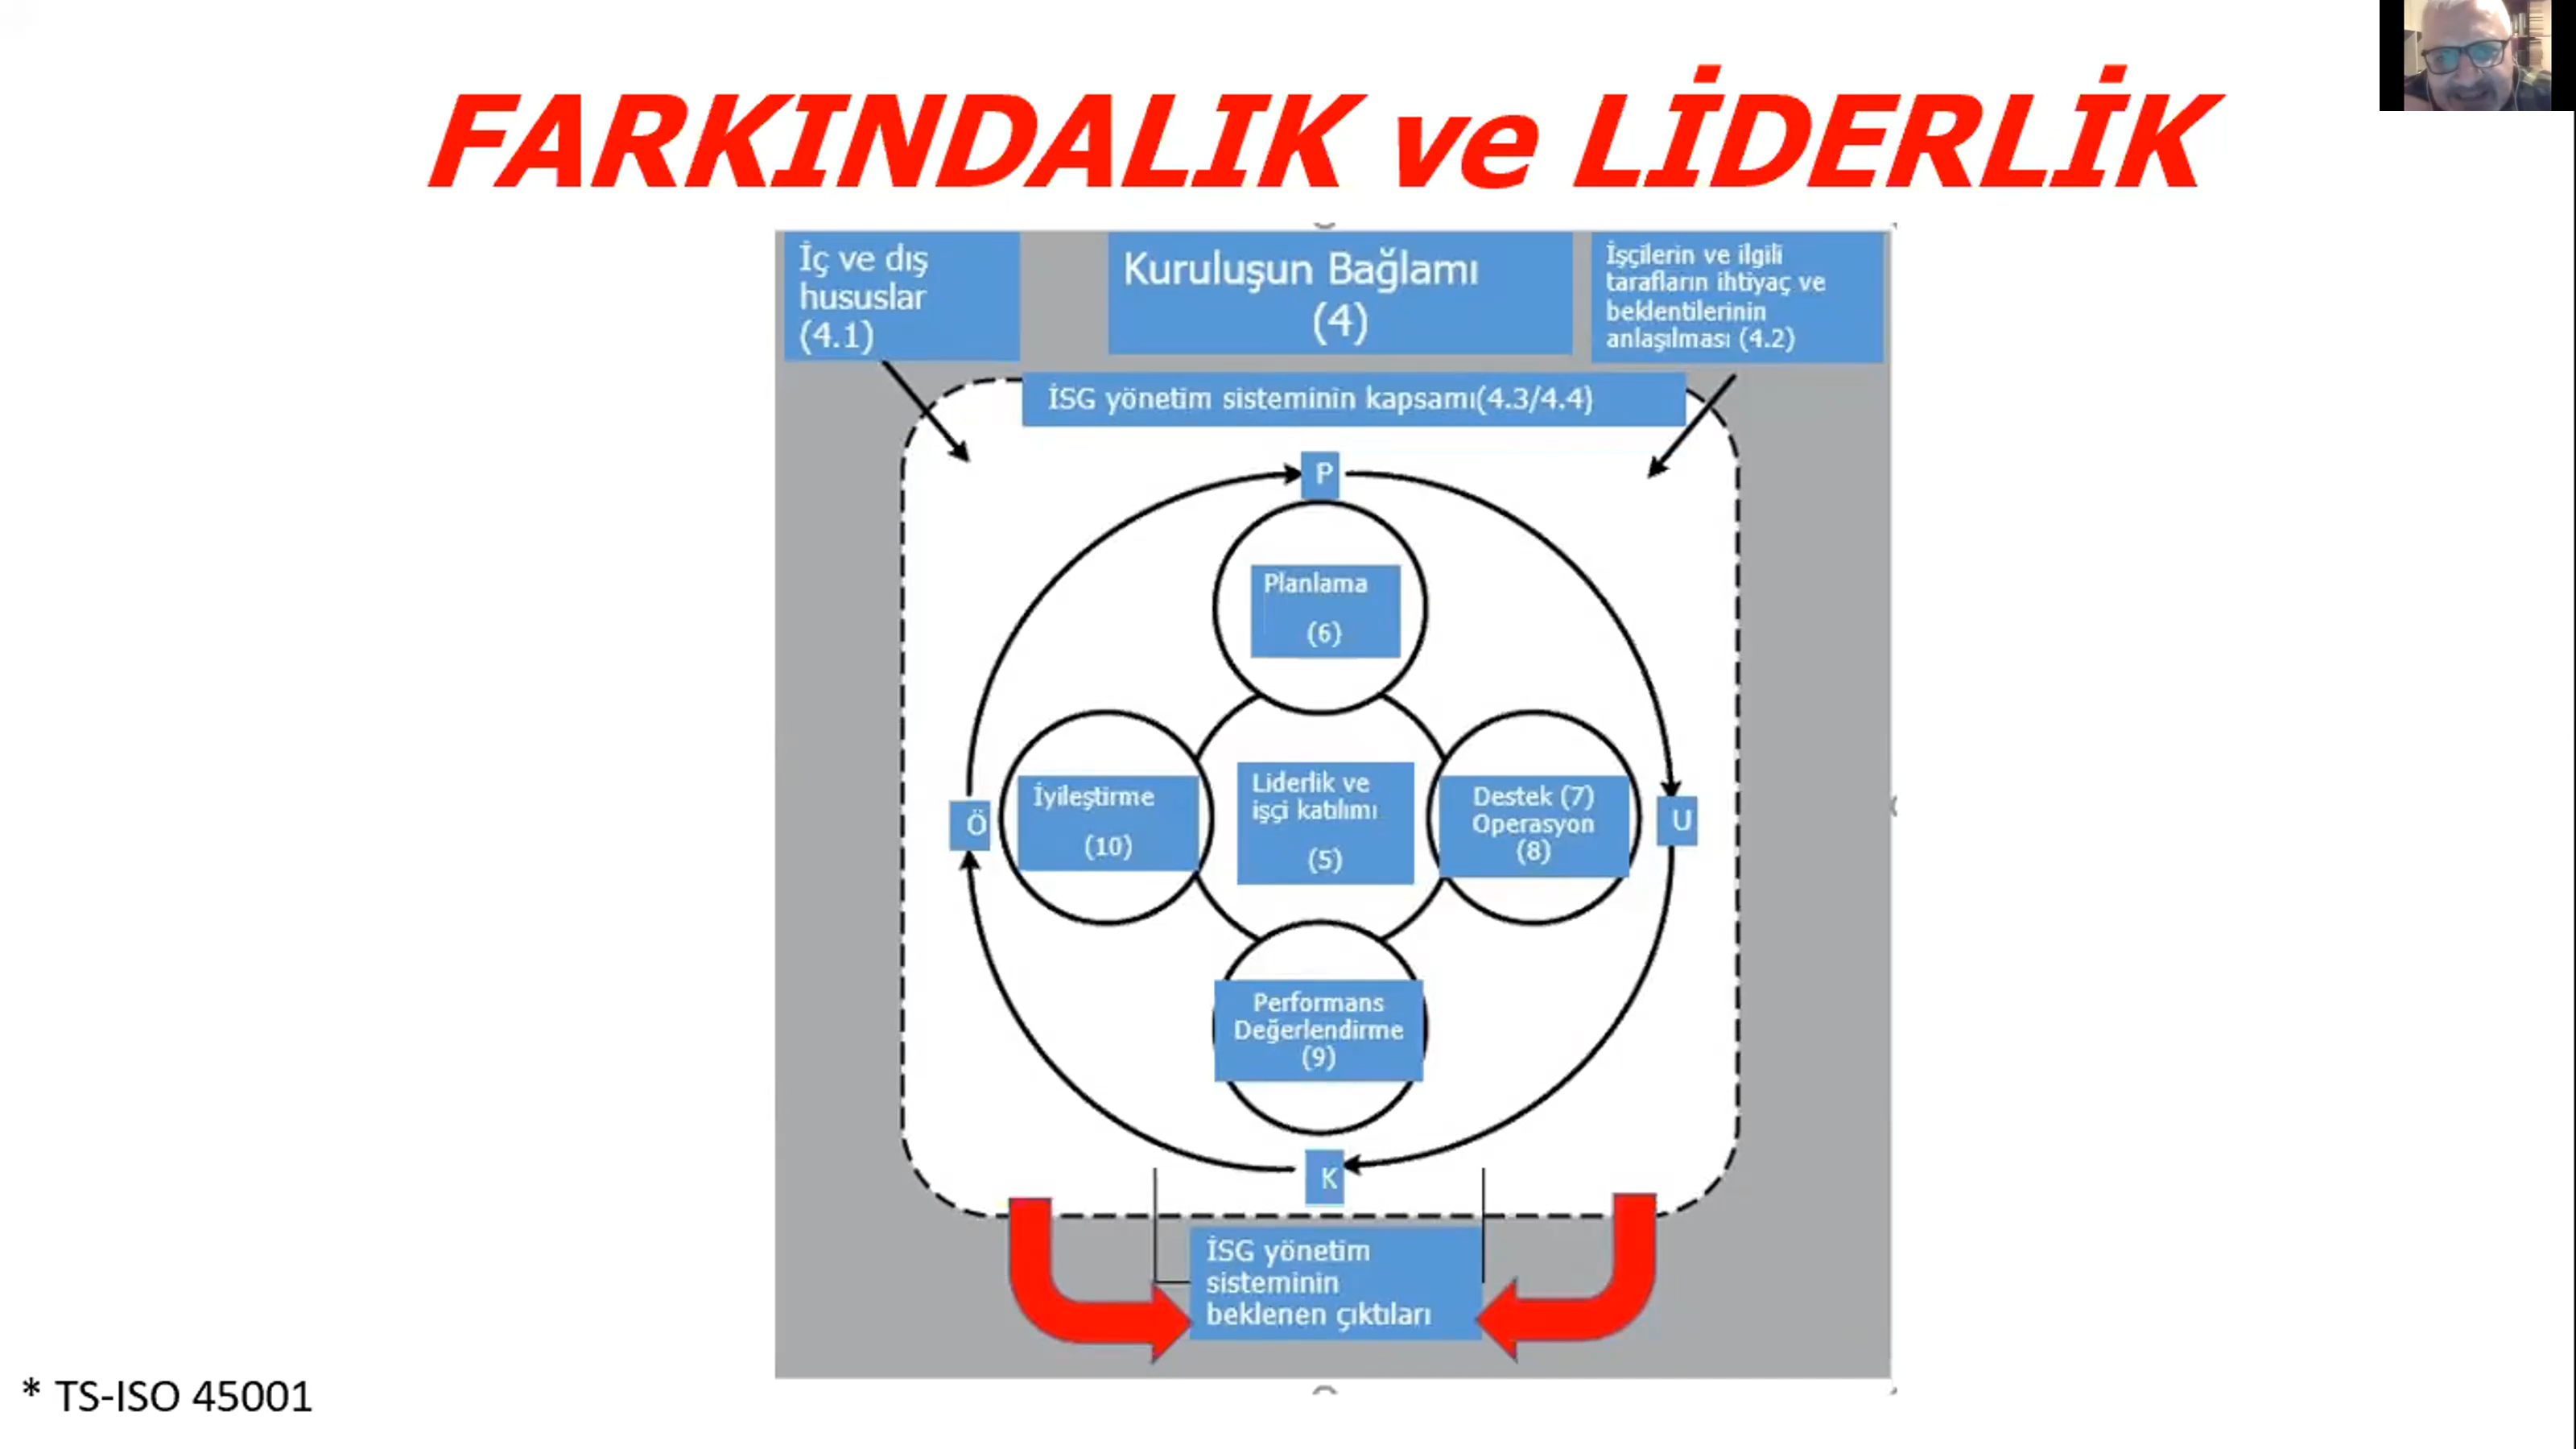 FARKINDALIK ve LİDERLİK
İç ve dış
hususlar
(4.1)
Kuruluşun Bağlamı
(4)
İşçilerin ve ilgili
tarafların ihtiyaç ve
beklentilerinin
anlaşılması (4.2)
İSG yönetim sisteminin kapsamı(4.3/4.4)
P
Planlama
(6)
Ö
İyileştirme
(10)
Liderlik ve
işçi katılımı
(5)
Destek (7)
Operasyon
(8)
U
Performans
Değerlendirme
(9)
K
İSG yönetim
sisteminin
beklenen çıktıları
* TS-ISO 45001